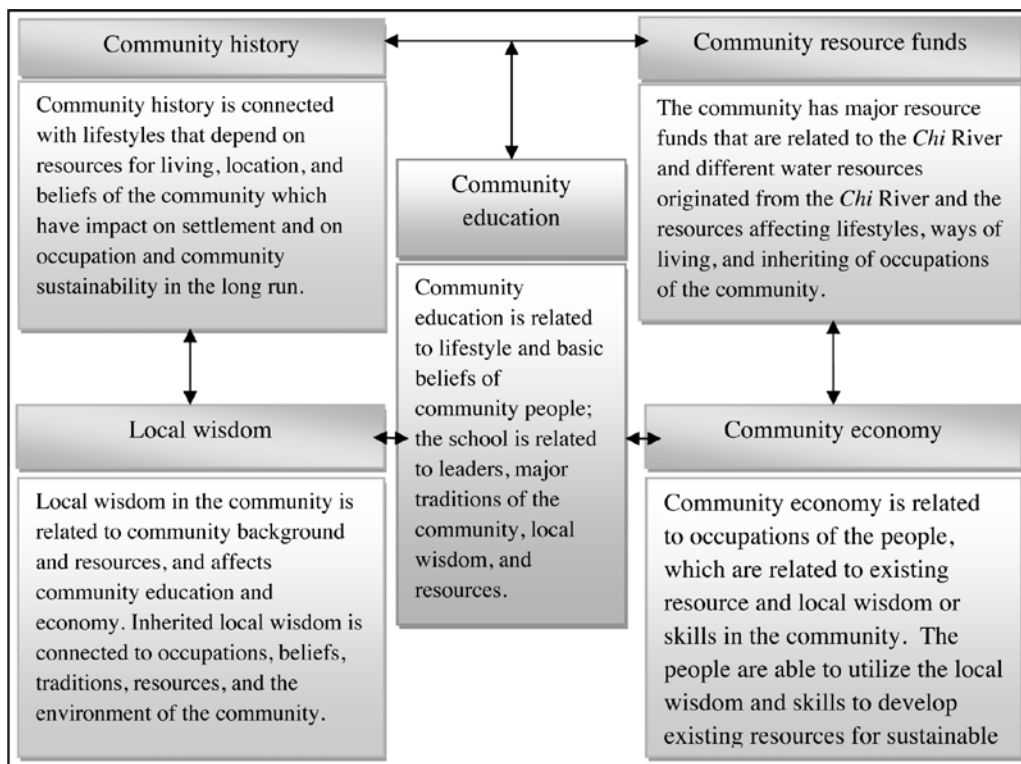 Community history
Community history is connected
with lifestyles that depend on
resources for living, location, and
beliefs of the community which
have impact on settlement and on
occupation and community
sustainability in the long run.
Community resource funds
The community has major resource
funds that are related to the Chi River
and different water resources
originated from the Chi River and the
resources affecting lifestyles, ways of
living, and inheriting of occupations
of the community.
Community
education
Community
education is related
to lifestyle and basic
beliefs of
community people;
the school is related
to leaders, major
traditions of the
community, local
wisdom, and
resources.
Local wisdom
Local wisdom in the community is
related to community background
and resources, and affects
community education and
economy. Inherited local wisdom is
connected to occupations, beliefs,
traditions, resources, and the
environment of the community.
Community economy
Community economy is related
to occupations of the people,
which are related to existing
resource and local wisdom or
skills in the community. The
people are able to utilize the local
wisdom and skills to develop
existing resources for sustainable